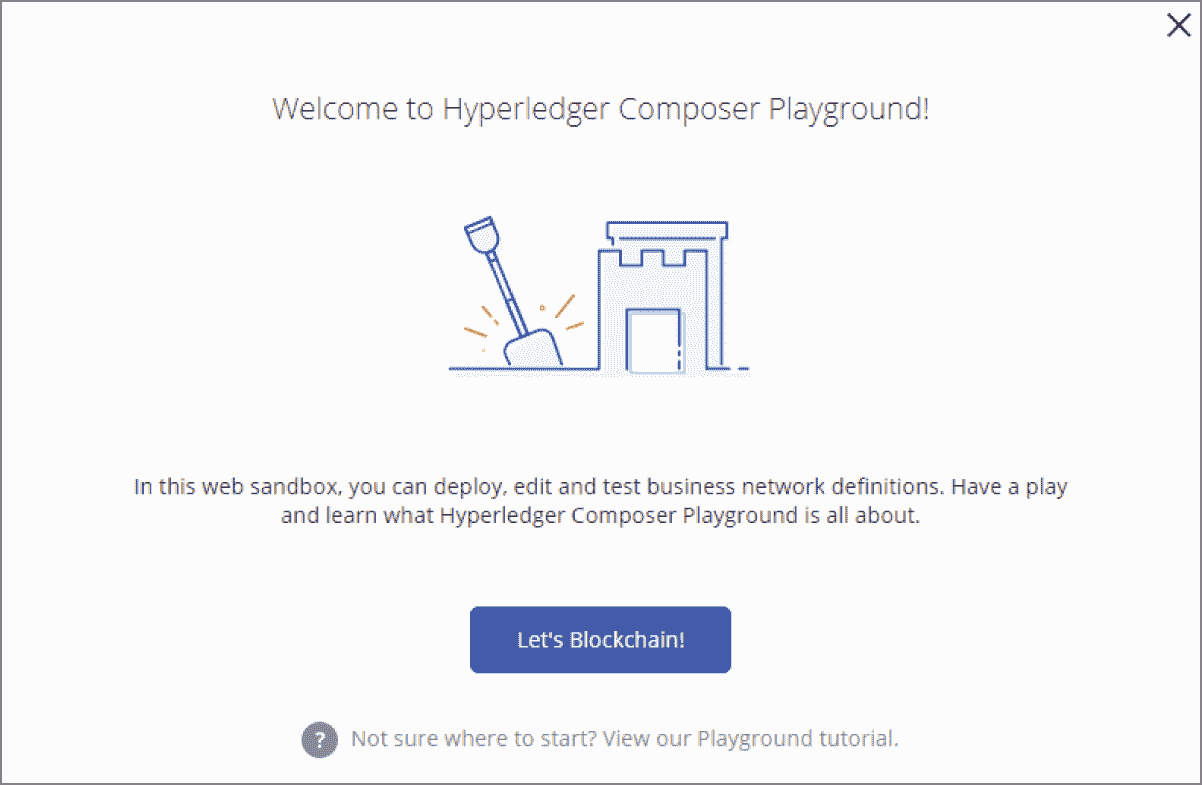 Welcome to Hyperledger Composer Playground!
In this web sandbox, you can deploy, edit and test business network definitions. Have a play
and learn what Hyperledger Composer Playground is all about.
Let's Blockchain!
? Not sure where to start? View our Playground tutorial.